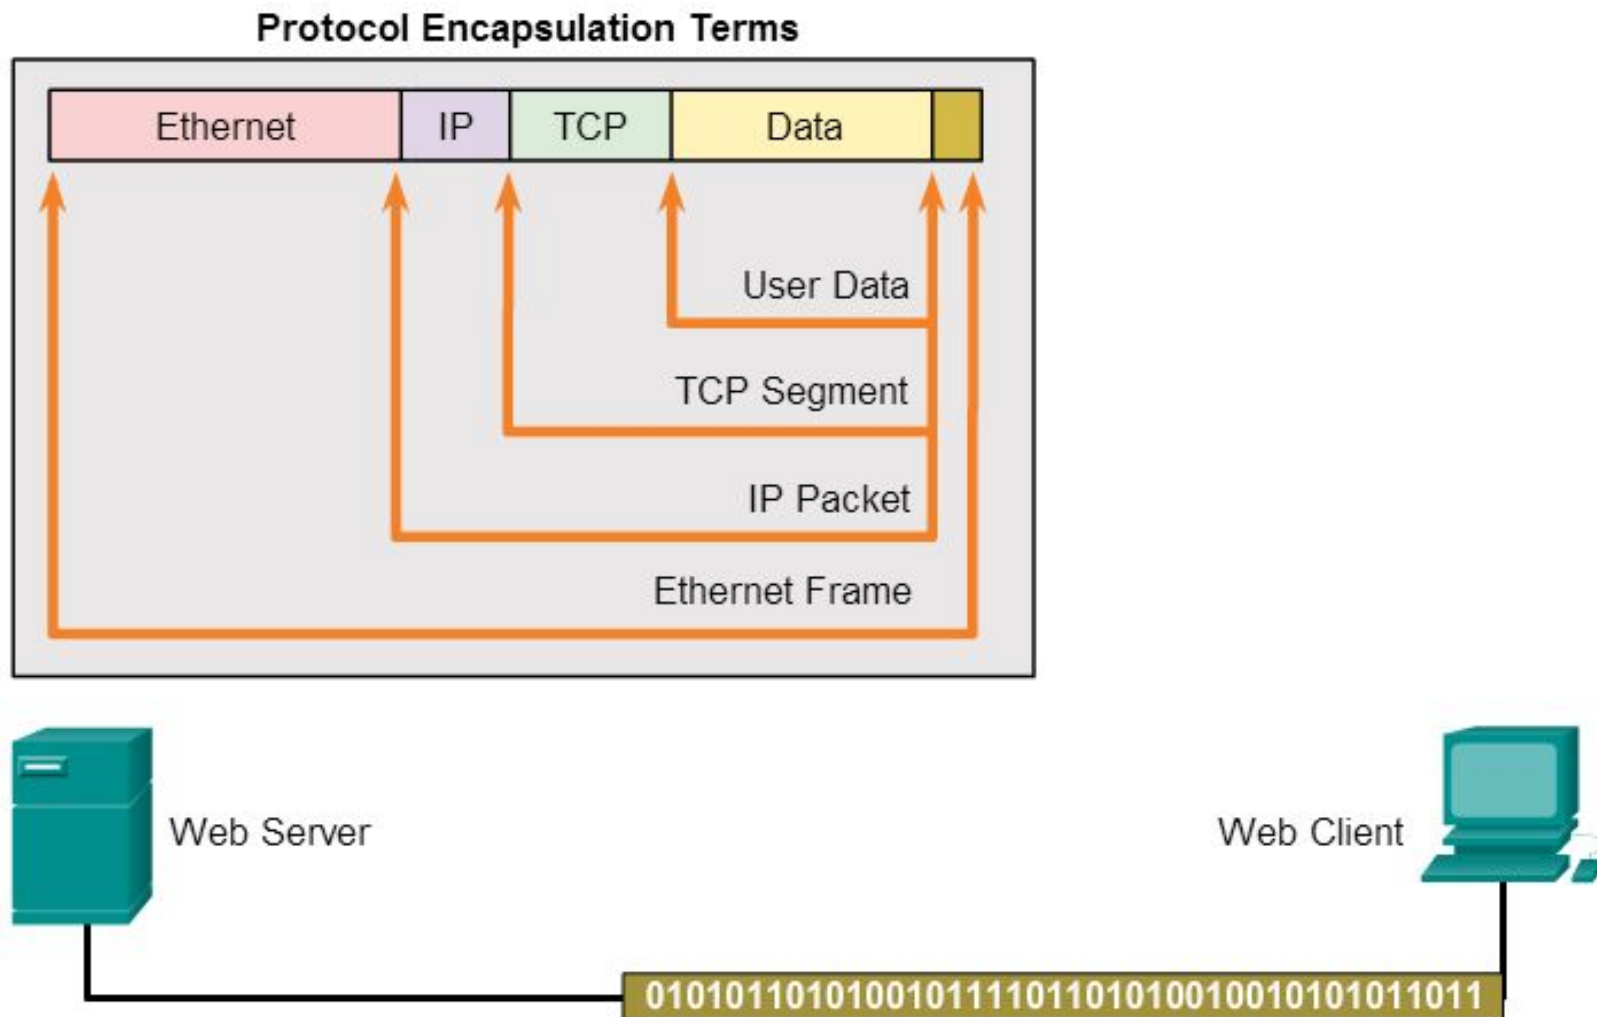 Protocol Encapsulation Terms
Ethernet IP TCP Data
User Data
TCP Segment
IP Packet
Ethernet Frame
Web Server
Web Client
010101101010010111101101010010010101011011